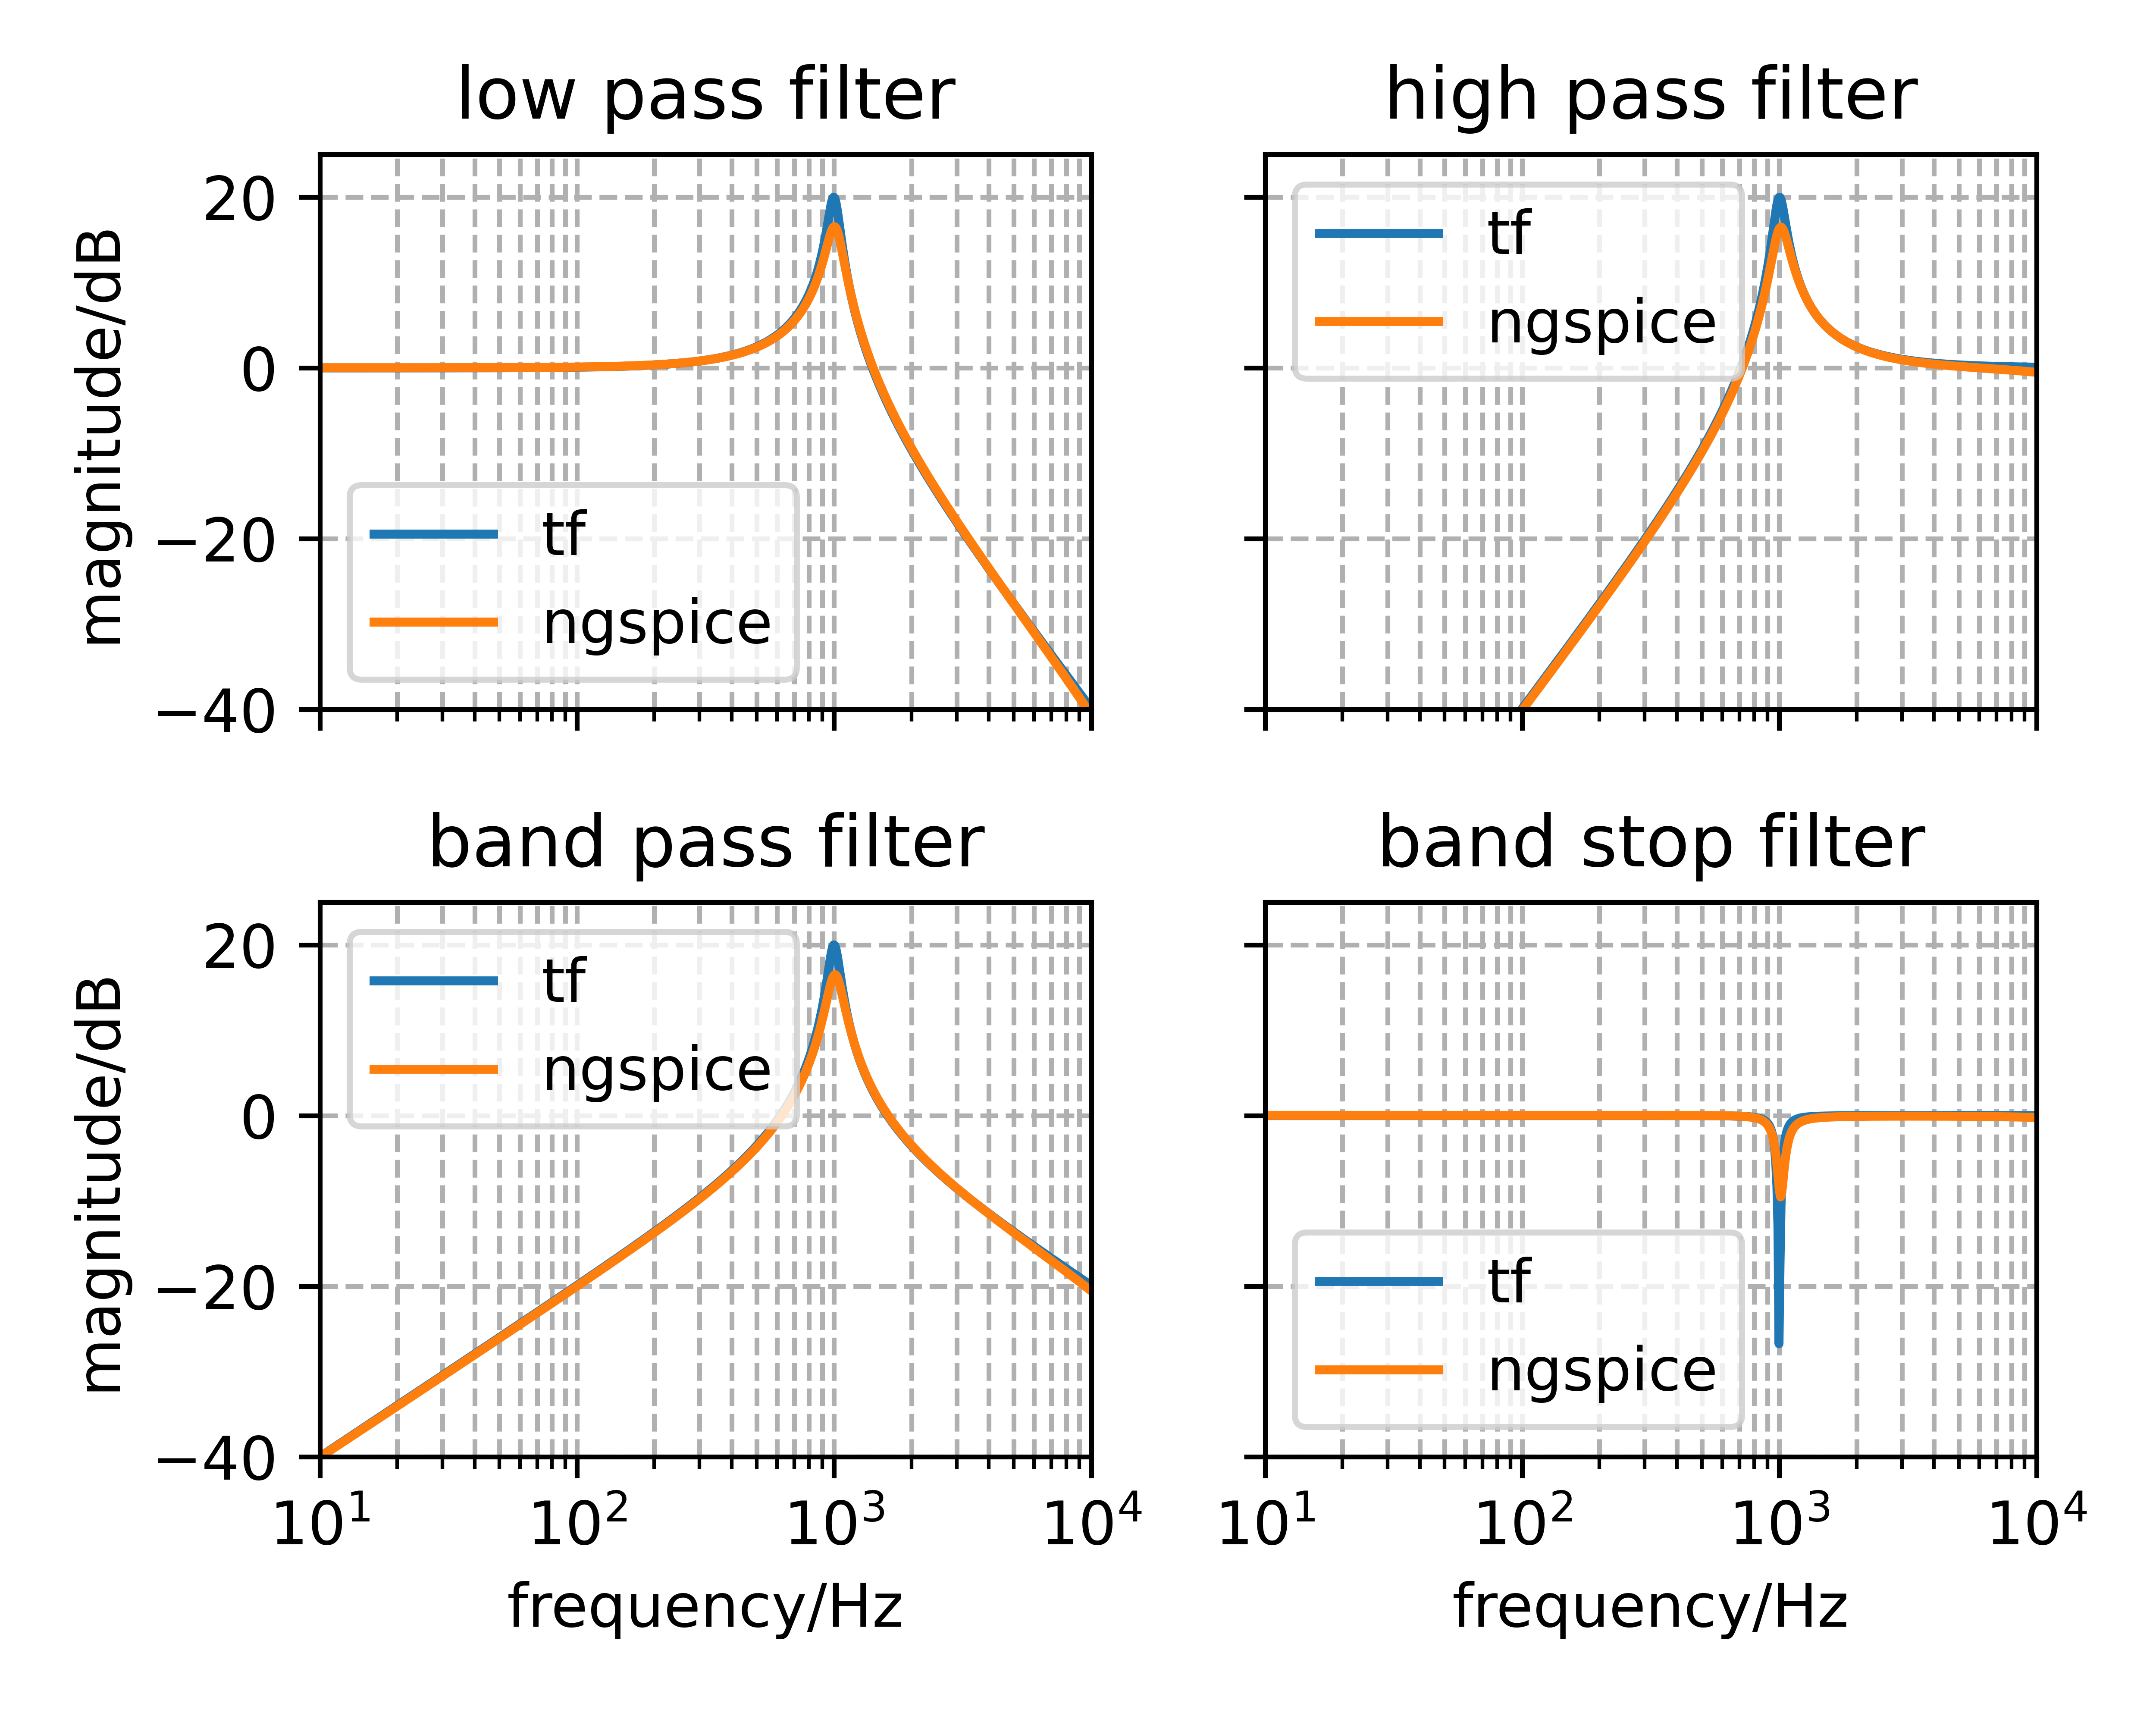 low pass filter
high pass filter
magnitude/dB
20
0
−20
−40
tf
ngspice
tf
ngspice
band pass filter
band stop filter
magnitude/dB
20
0
−20
−40
tf
ngspice
tf
ngspice
10¹ 10² 10³ 10⁴
10¹ 10² 10³ 10⁴
frequency/Hz
frequency/Hz